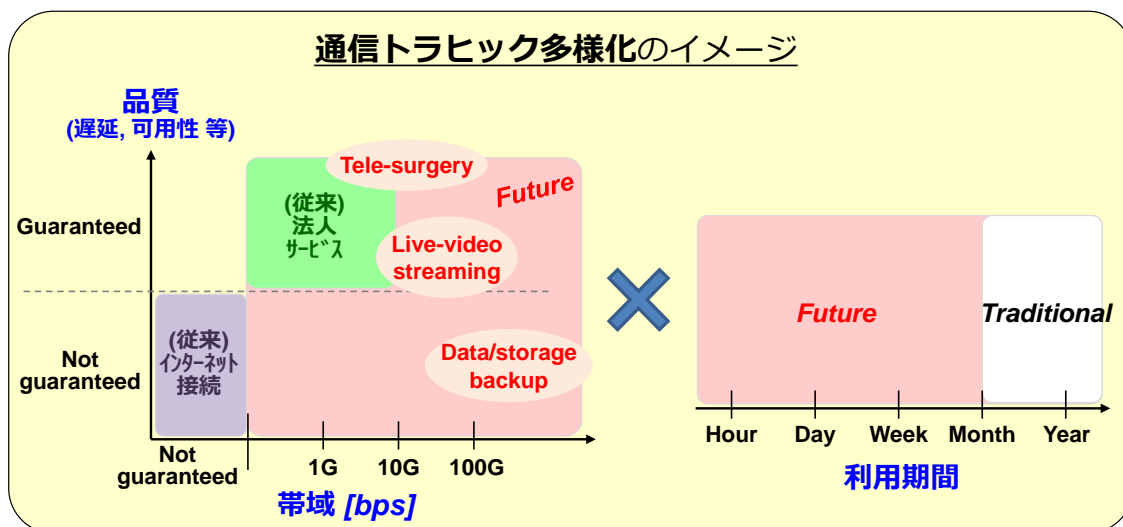 通信トラヒック多様化のイメージ
品質
(遅延, 可用性 等)
Guaranteed
Not
guaranteed
Tele-surgery
Future
(従来)
法人
ｻｰﾋﾞｽ
Live-video
streaming
(従来)
ｲﾝﾀｰﾈｯﾄ
接続
Data/storage
backup
Not
guaranteed
1G
10G
100G
帯域 [bps]
Future
Traditional
Hour
Day
Week
Month
Year
利用期間